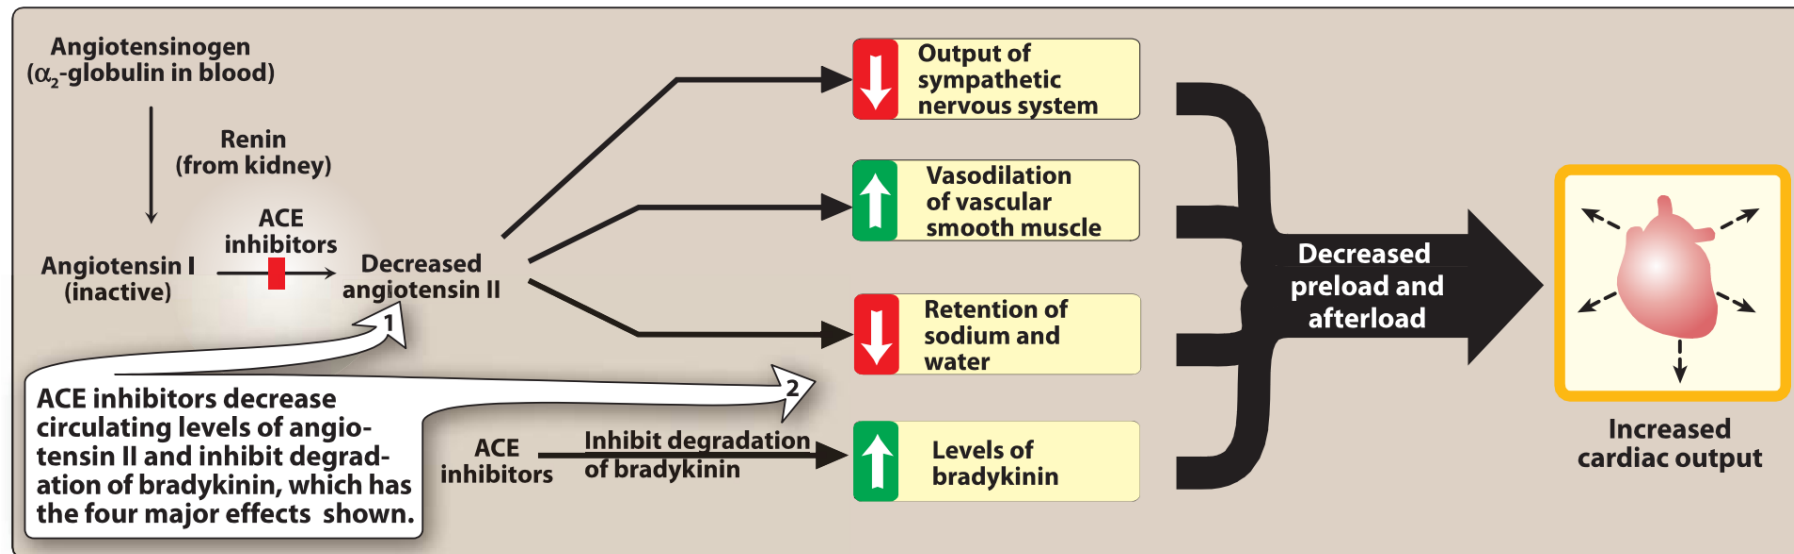 Angiotensinogen
(α₂-globulin in blood)
Renin
(from kidney)
ACE
inhibitors
Angiotensin I
(inactive)
Decreased
angiotensin II
1
2
ACE inhibitors decrease
circulating levels of angio-
tensin II and inhibit degrad-
ation of bradykinin, which has
the four major effects shown.
ACE
inhibitors
Inhibit degradation
of bradykinin
Output of
sympathetic
nervous system
Vasodilation
of vascular
smooth muscle
Retention of
sodium and
water
Levels of
bradykinin
Decreased
preload and
afterload
Increased
cardiac output